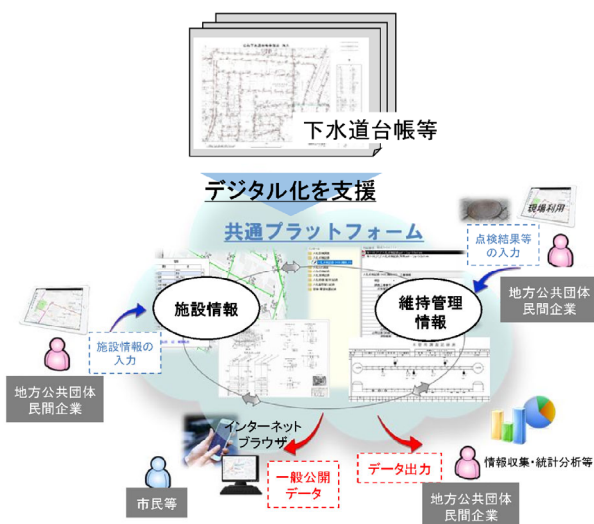 下水道台帳等
デジタル化を支援
共通プラットフォーム
現場利用
点検結果等
の入力
地方公共団体
民間企業
施設情報
維持管理
情報
施設情報の
入力
地方公共団体
民間企業
インターネット
ブラウザ
一般公開
データ
データ出力
情報収集・統計分析等
市民等
地方公共団体
民間企業